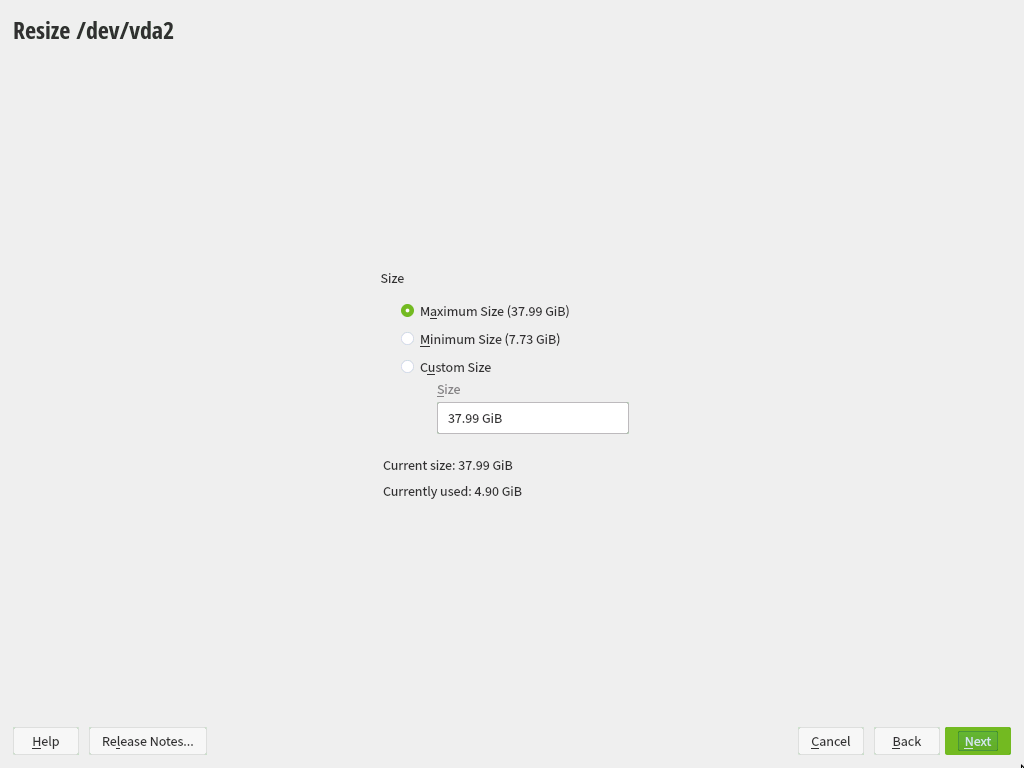 Resize /dev/vda2
Size
Maximum Size (37.99 GiB)
Minimum Size (7.73 GiB)
Custom Size
Size
37.99 GiB
Current size: 37.99 GiB
Currently used: 4.90 GiB
Help Release Notes... Cancel Back Next